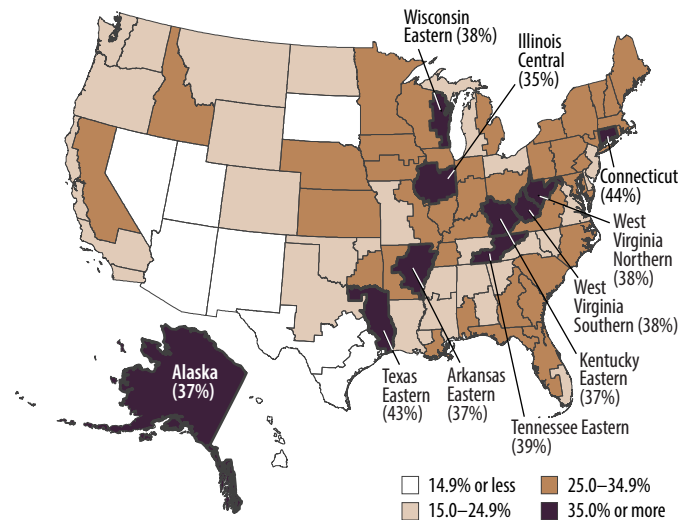 Wisconsin
Eastern (38%)
Illinois
Central
(35%)
Connecticut
(44%)
West
Virginia
Northern
(38%)
West
Virginia
Southern (38%)
Kentucky
Eastern
(37%)
Tennessee Eastern
(39%)
Arkansas
Eastern
(37%)
Texas
Eastern
(43%)
Alaska
(37%)
14.9% or less
25.0–34.9%
15.0–24.9%
35.0% or more